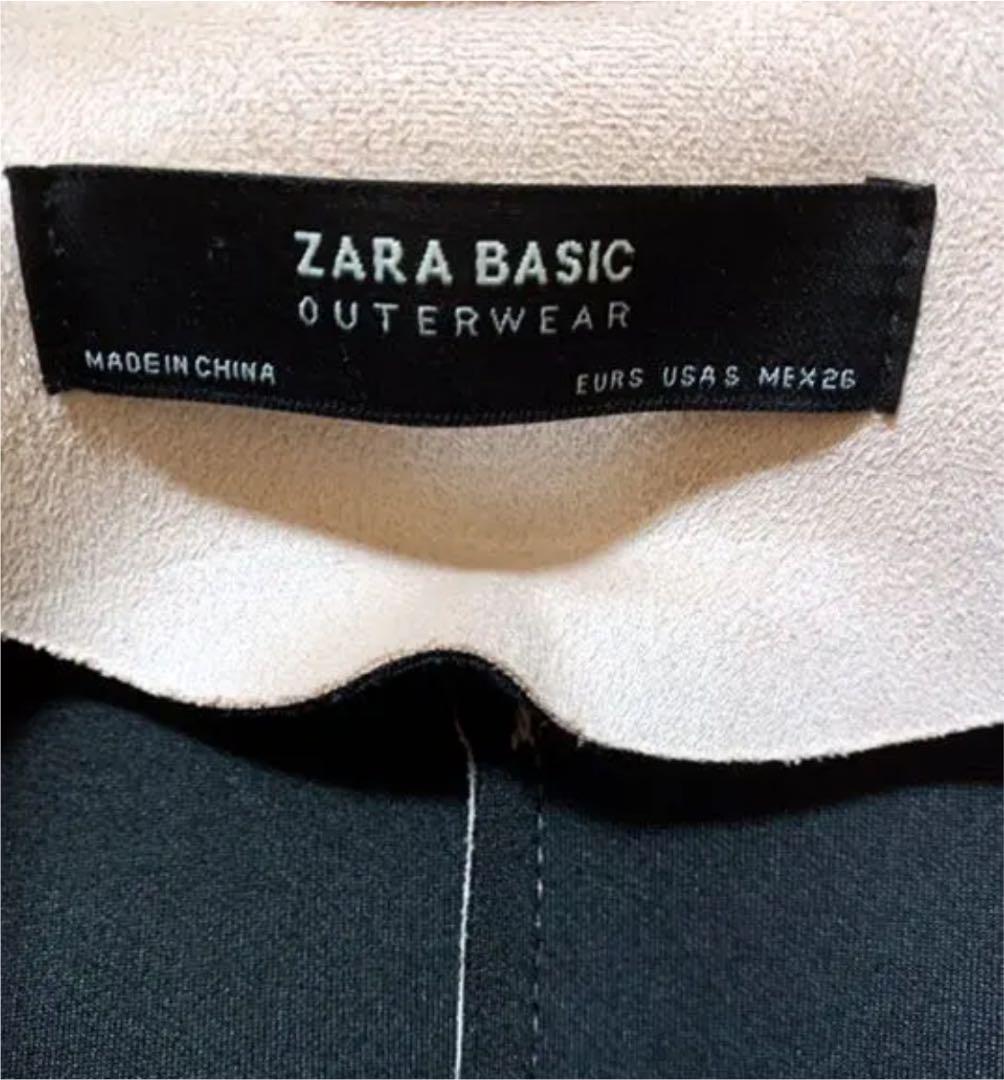 ZARA BASIC
OUTERWEAR
MADE IN CHINA
EUR S USA S MEX 26